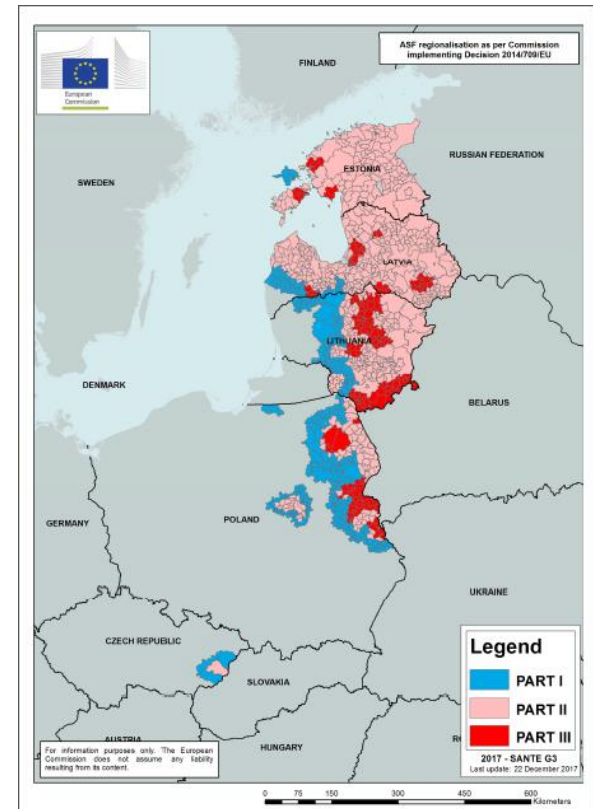 European
Commission
ASF regionalisation as per Commission
implementing Decision 2014/709/EU
FINLAND
RUSSIAN FEDERATION
ESTONIA
SWEDEN
LATVIA
LITHUANIA
DENMARK
BELARUS
POLAND
GERMANY
UKRAINE
CZECH REPUBLIC
SLOVAKIA
AUSTRIA
HUNGARY
Legend
PART I
PART II
PART III
2017 - SANTE G3
Last update: 22 December 2017
For information purposes only. The European
Commission does not assume any liability
resulting from its content.
0 75 150 300 450 600
Kilometers